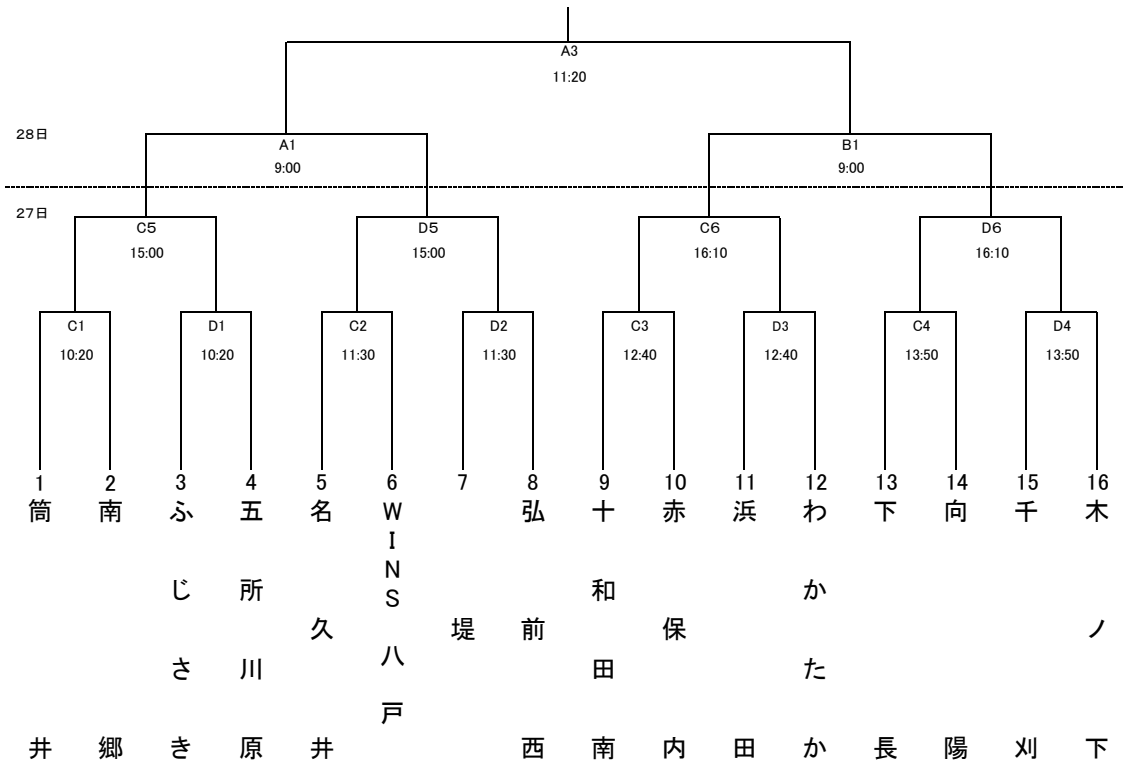 A3
11:20
28日
A1
B1
9:00
9:00
27日
C5
D5
C6
D6
15:00
15:00
16:10
16:10
C1
D1
C2
D2
C3
D3
C4
D4
10:20
10:20
11:30
11:30
12:40
12:40
13:50
13:50
1
2
3
4
5
6
7
8
9
10
11
12
13
14
15
16
筒井
南郷
ふじさき
五所川原
名久井
WINS八戸
堤
弘前西
十和田南
赤保内
浜田
わかたか
下長
向陽
千刈
木ノ下